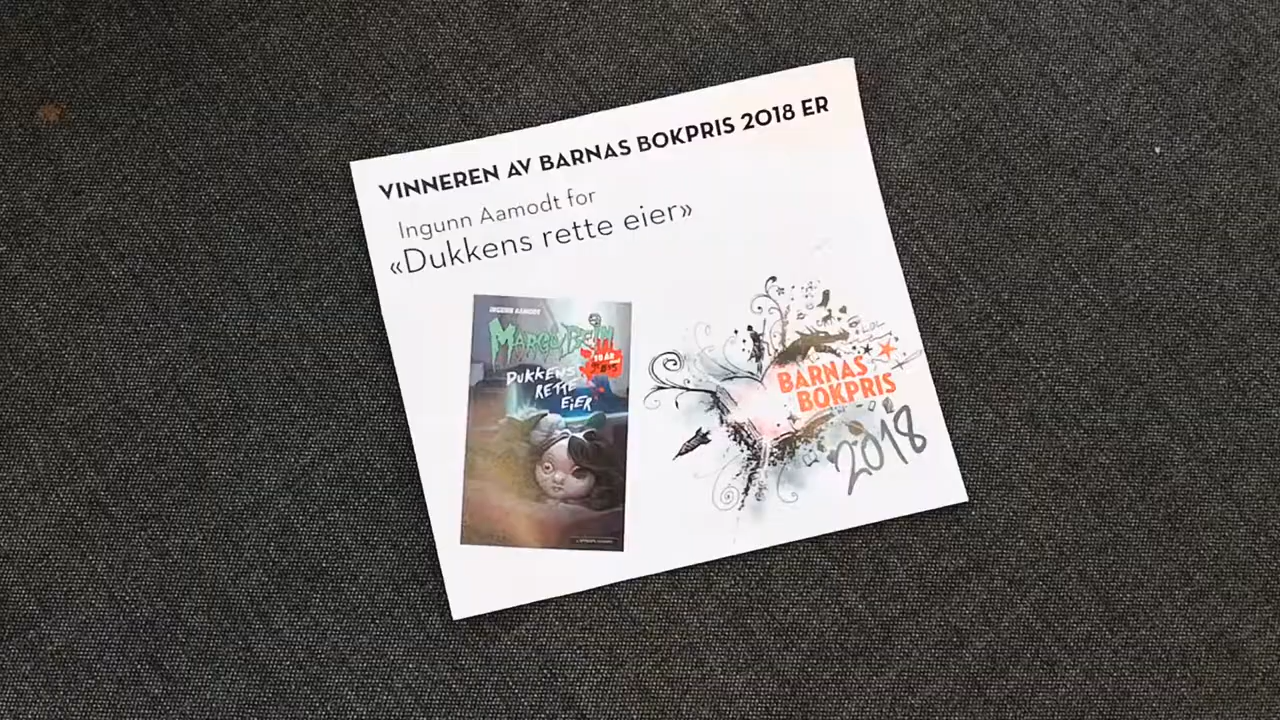 VINNEREN AV BARNAS BOKPRIS 2018 ER
Ingunn Aamodt for
«Dukkens rette eier»
INGUNN AAMODT
DUKKENS
RETTE
EIER
LOL
BARNAS
BOKPRIS
2018